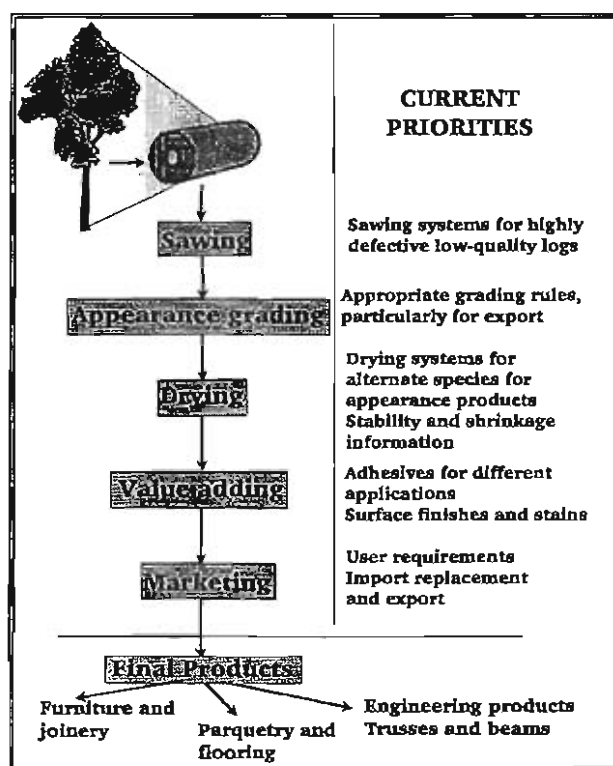 CURRENT
PRIORITIES
Sawing
Sawing systems for highly
defective low-quality logs
Appearance grading
Appropriate grading rules,
particularly for export
Drying
Drying systems for
alternate species for
appearance products
Stability and shrinkage
information
Value adding
Adhesives for different
applications
Surface finishes and stains
Marketing
User requirements
Import replacement
and export
Final Products
Furniture and
joinery
Parquetry and
flooring
Engineering products
Trusses and beams